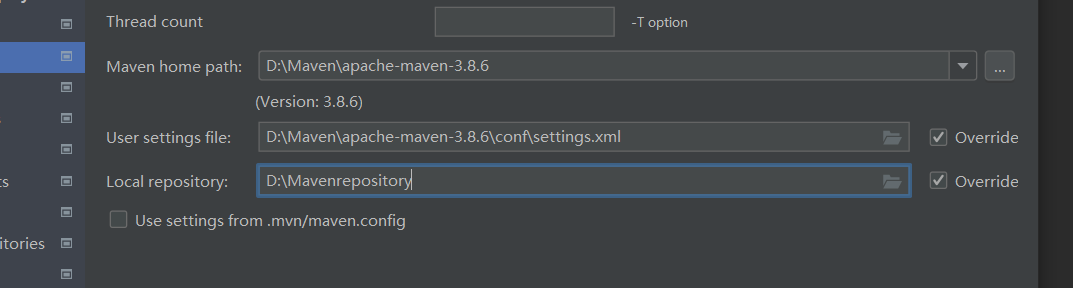 Thread count -T option
Maven home path: D:\Maven\apache-maven-3.8.6 ...
(Version: 3.8.6)
User settings file: D:\Maven\apache-maven-3.8.6\conf\settings.xml Override
ts Local repository: D:\Mavenrepository Override
Use settings from .mvn/maven.config
itories